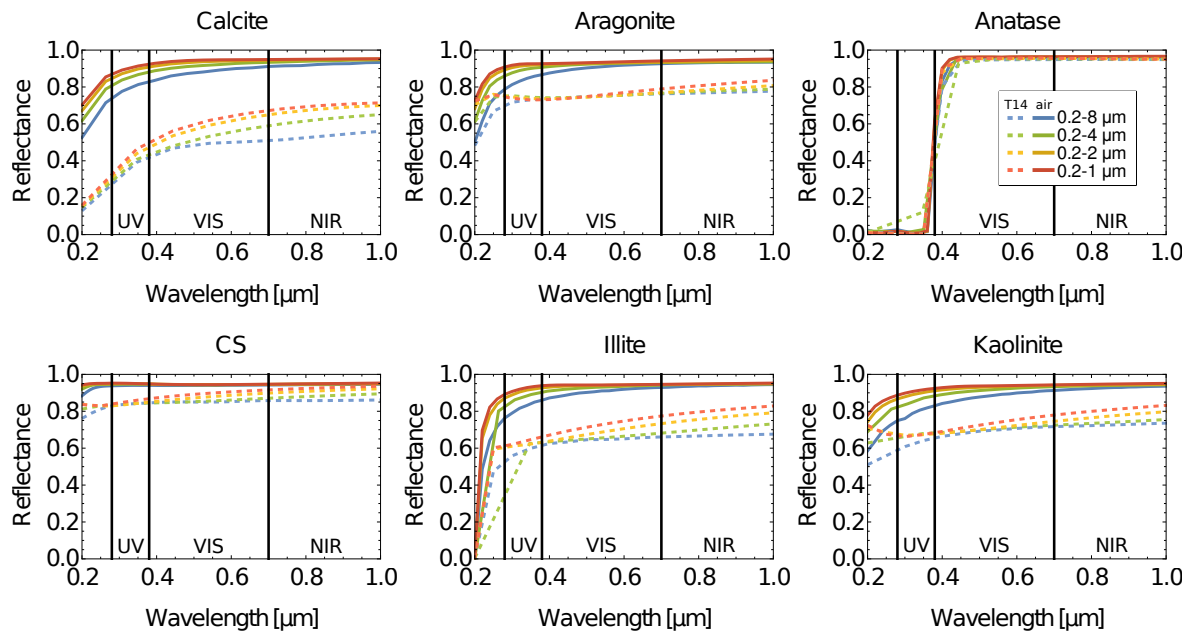 Calcite
1.0
0.8
0.6
0.4
0.2
0.0
Reflectance
UV VIS NIR
0.2 0.4 0.6 0.8 1.0
Wavelength [μm]
Aragonite
1.0
0.8
0.6
0.4
0.2
0.0
Reflectance
UV VIS NIR
0.2 0.4 0.6 0.8 1.0
Wavelength [μm]
Anatase
1.0
0.8
0.6
0.4
0.2
0.0
Reflectance
T14 air
0.2-8 μm
0.2-4 μm
0.2-2 μm
0.2-1 μm
VIS NIR
0.2 0.4 0.6 0.8 1.0
Wavelength [μm]
CS
1.0
0.8
0.6
0.4
0.2
0.0
Reflectance
UV VIS NIR
0.2 0.4 0.6 0.8 1.0
Wavelength [μm]
Illite
1.0
0.8
0.6
0.4
0.2
0.0
Reflectance
UV VIS NIR
0.2 0.4 0.6 0.8 1.0
Wavelength [μm]
Kaolinite
1.0
0.8
0.6
0.4
0.2
0.0
Reflectance
UV VIS NIR
0.2 0.4 0.6 0.8 1.0
Wavelength [μm]